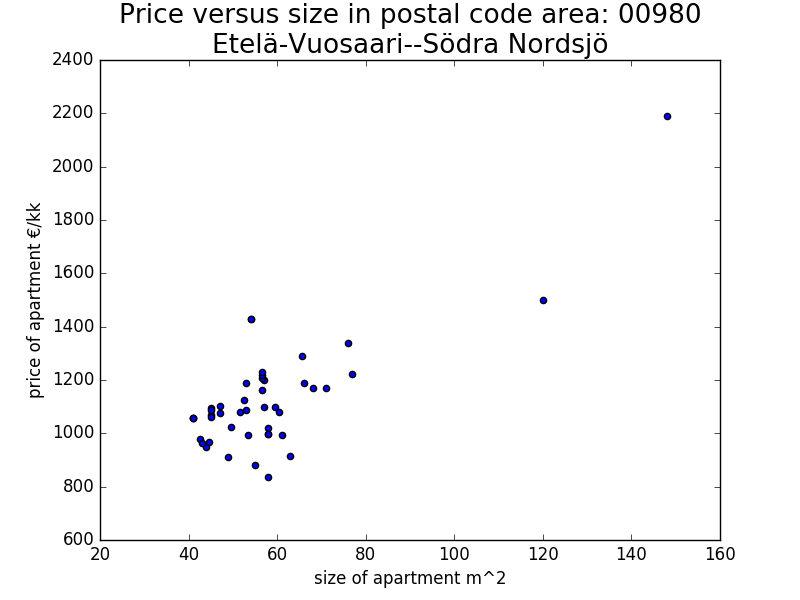 Price versus size in postal code area: 00980
Etelä-Vuosaari--Södra Nordsjö
2400
2200
2000
1800
1600
1400
1200
1000
800
600
price of apartment €/kk
20 40 60 80 100 120 140 160
size of apartment m^2